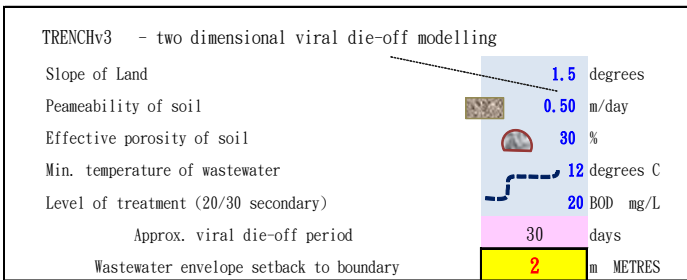 TRENCHv3 - two dimensional viral die-off modelling
Slope of Land 1.5 degrees
Peameability of soil 0.50 m/day
Effective porosity of soil 30 %
Min. temperature of wastewater 12 degrees C
Level of treatment (20/30 secondary) 20 BOD mg/L
Approx. viral die-off period 30 days
Wastewater envelope setback to boundary 2 m METRES